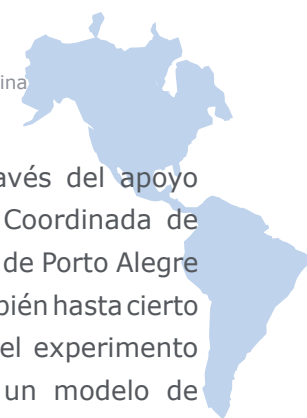 ina
avés del apoyo
Coordinada de
de Porto Alegre
bién hasta cierto
el experimento
un modelo de